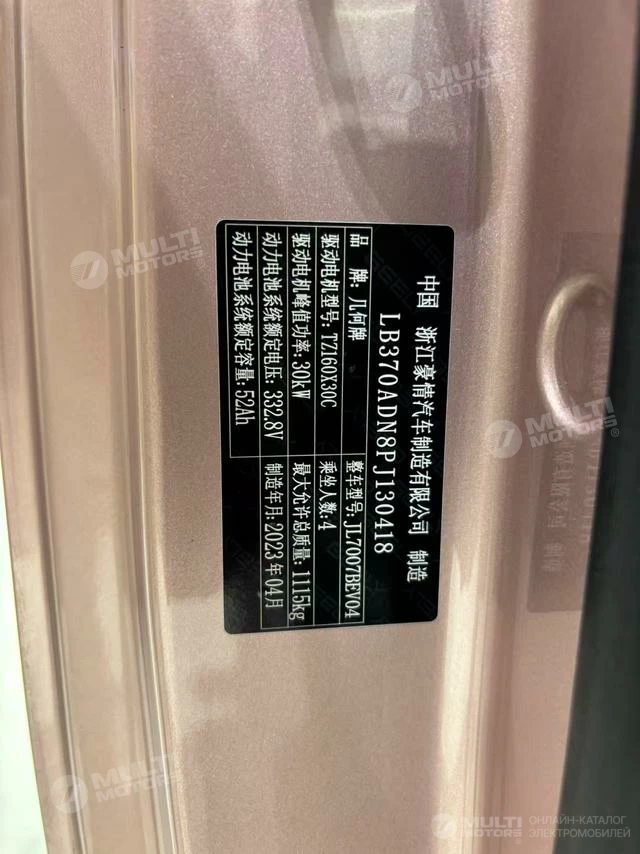 中国 浙江豪情汽车制造有限公司 制造
LB370ADN8PJ130418
品 牌:几何牌 整车型号:JL7007BEV04
驱动电机型号:TZ160X30C 乘坐人数:4
驱动电机峰值功率:30kW 最大允许总质量:1115kg
动力电池系统额定电压:332.8V 制造年月:2023年04月
动力电池系统额定容量:52Ah
MULTI MOTORS
MULTI MOTORS
MULTI MOTORS
MULTI MOTORS
MULTI MOTORS
MULTI MOTORS ОНЛАЙН-КАТАЛОГ ЭЛЕКТРОМОБИЛЕЙ